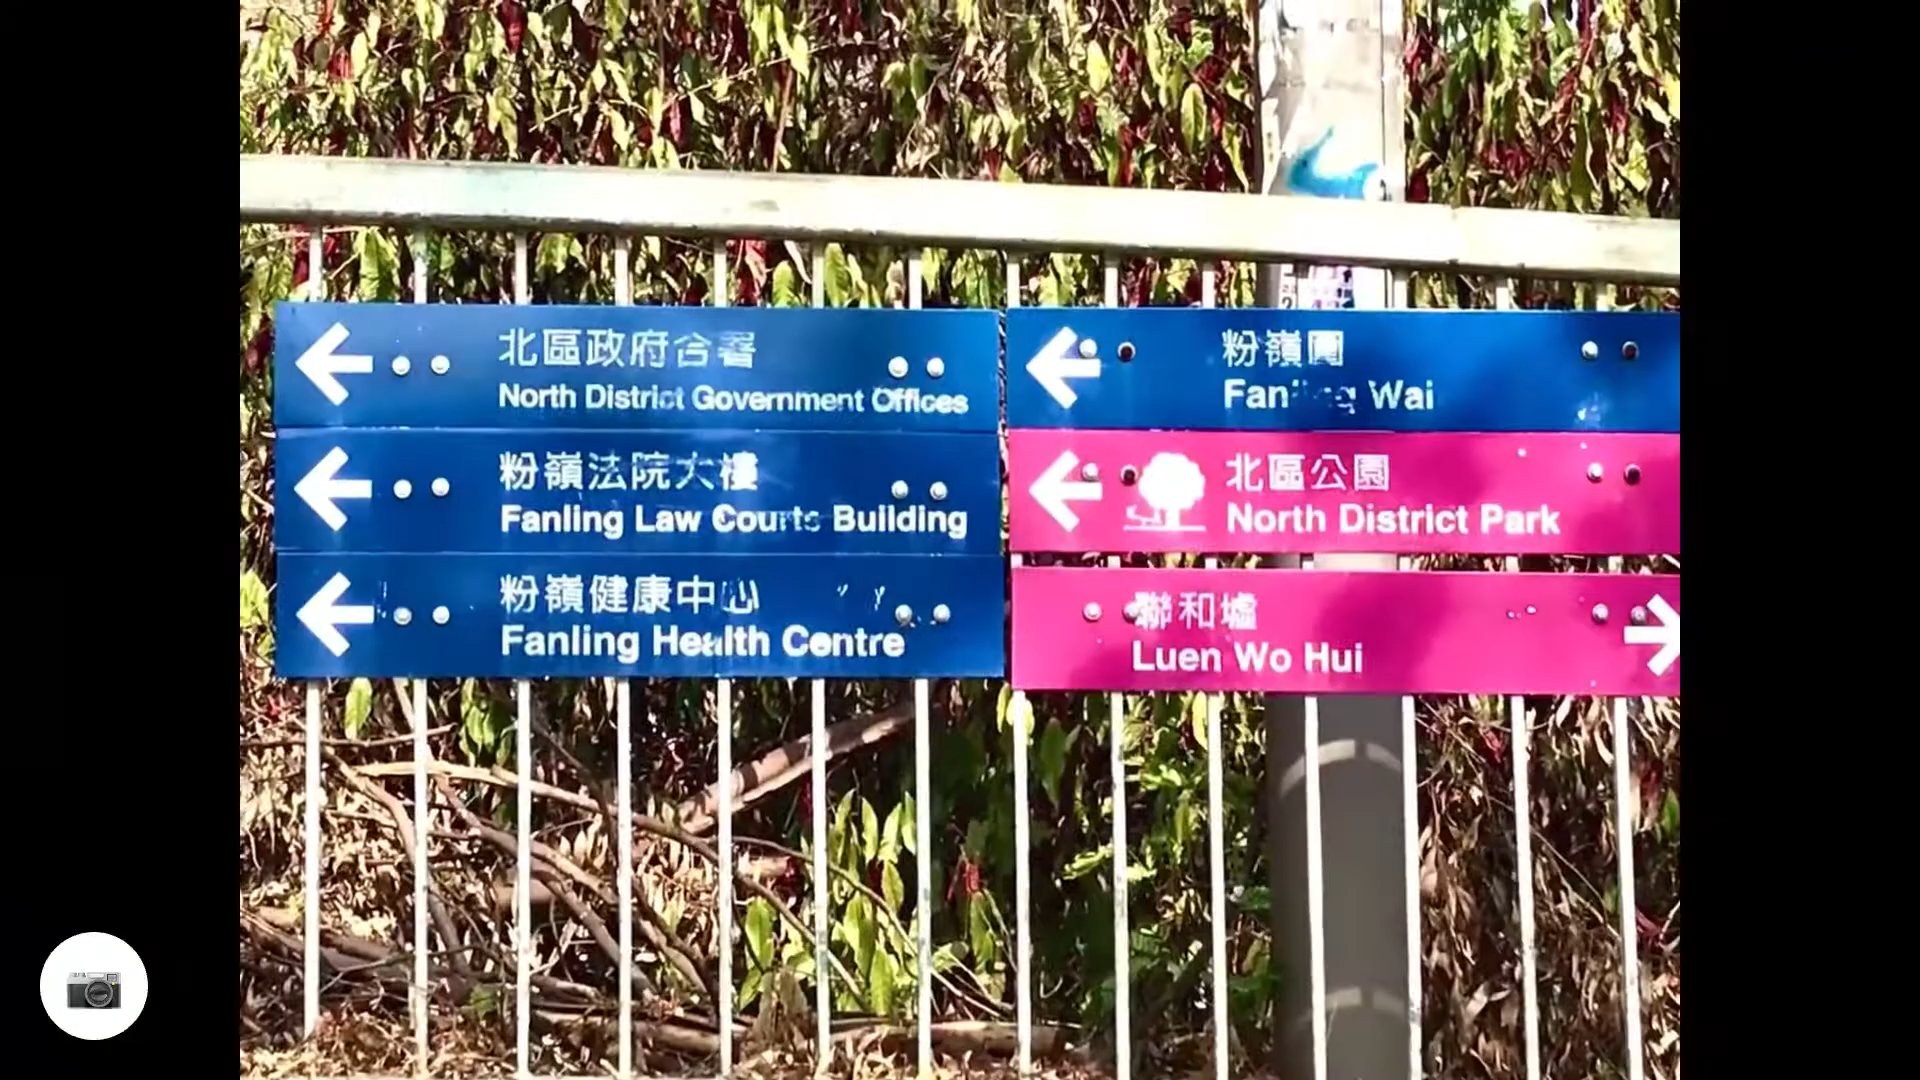 北區政府合署
North District Government Offices
粉嶺法院大樓
Fanling Law Courts Building
粉嶺健康中心
Fanling Health Centre
粉嶺圍
Fanling Wai
北區公園
North District Park
聯和墟
Luen Wo Hui